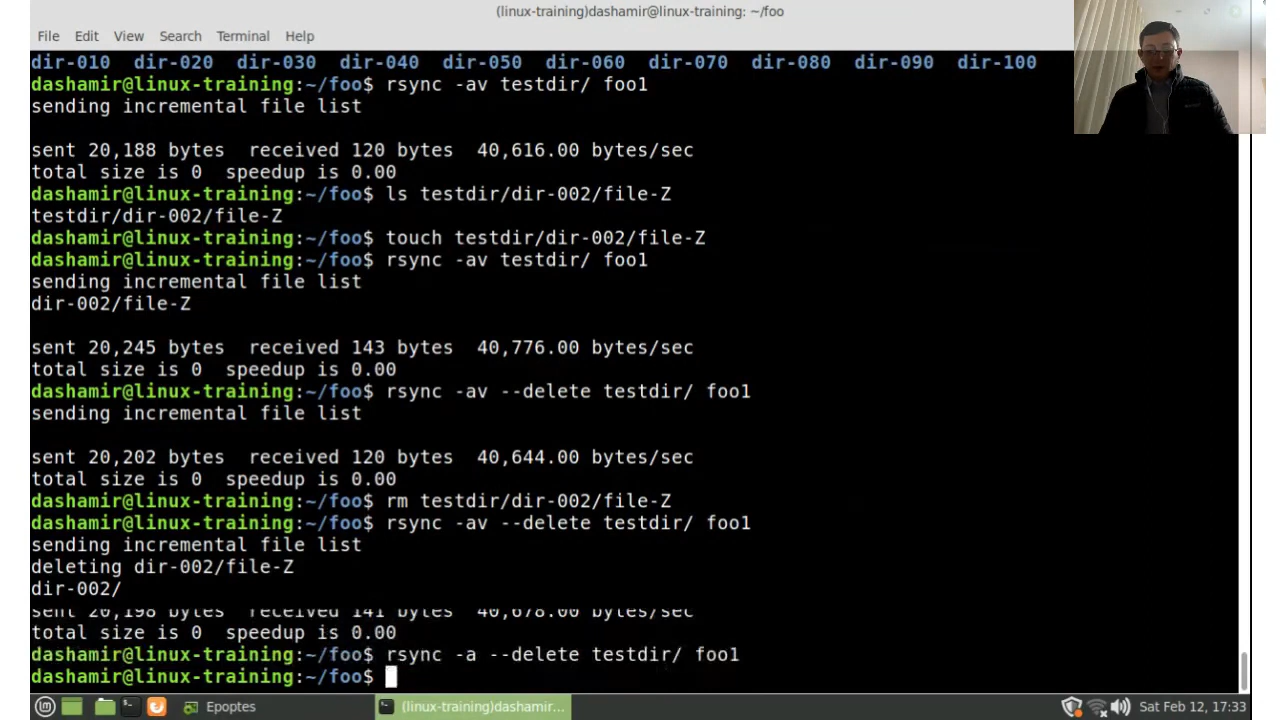 (linux-training)dashamir@linux-training: ~/foo
File Edit View Search Terminal Help
dir-010 dir-020 dir-030 dir-040 dir-050 dir-060 dir-070 dir-080 dir-090 dir-100
dashamir@linux-training:~/foo$ rsync -av testdir/ foo1
sending incremental file list
sent 20,188 bytes received 120 bytes 40,616.00 bytes/sec
total size is 0 speedup is 0.00
dashamir@linux-training:~/foo$ ls testdir/dir-002/file-Z
testdir/dir-002/file-Z
dashamir@linux-training:~/foo$ touch testdir/dir-002/file-Z
dashamir@linux-training:~/foo$ rsync -av testdir/ foo1
sending incremental file list
dir-002/file-Z
sent 20,245 bytes received 143 bytes 40,776.00 bytes/sec
total size is 0 speedup is 0.00
dashamir@linux-training:~/foo$ rsync -av --delete testdir/ foo1
sending incremental file list
sent 20,202 bytes received 120 bytes 40,644.00 bytes/sec
total size is 0 speedup is 0.00
dashamir@linux-training:~/foo$ rm testdir/dir-002/file-Z
dashamir@linux-training:~/foo$ rsync -av --delete testdir/ foo1
sending incremental file list
deleting dir-002/file-Z
dir-002/
sent 20,198 bytes received 141 bytes 40,678.00 bytes/sec
total size is 0 speedup is 0.00
dashamir@linux-training:~/foo$ rsync -a --delete testdir/ foo1
dashamir@linux-training:~/foo$
Epoptes (linux-training)dashamir... Sat Feb 12, 17:33